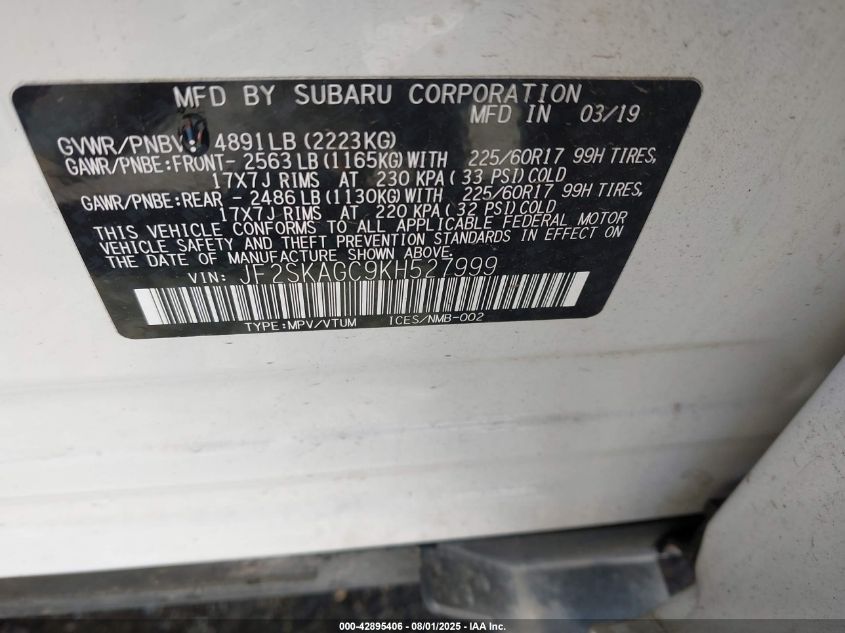 MFD BY SUBARU CORPORATION
MFD IN 03/19
GVWR/PNBV: 4891LB (2223KG)
GAWR/PNBE:FRONT- 2563LB(1165KG)WITH 225/60R17 99H TIRES,
17X7J RIMS AT 230 KPA( 33 PSI)COLD
GAWR/PNBE:REAR - 2486LB(1130KG)WITH 225/60R17 99H TIRES,
17X7J RIMS AT 220 KPA(32 PSI)COLD
THIS VEHICLE CONFORMS TO ALL APPLICABLE FEDERAL MOTOR
VEHICLE SAFETY AND THEFT PREVENTION STANDARDS IN EFFECT ON
THE DATE OF MANUFACTURE SHOWN ABOVE.
VIN: JF2SKAGC9KH527999
TYPE:MPV/VTUM ICES/NMB-002
000-42895406 - 08/01/2025 - IAA Inc.